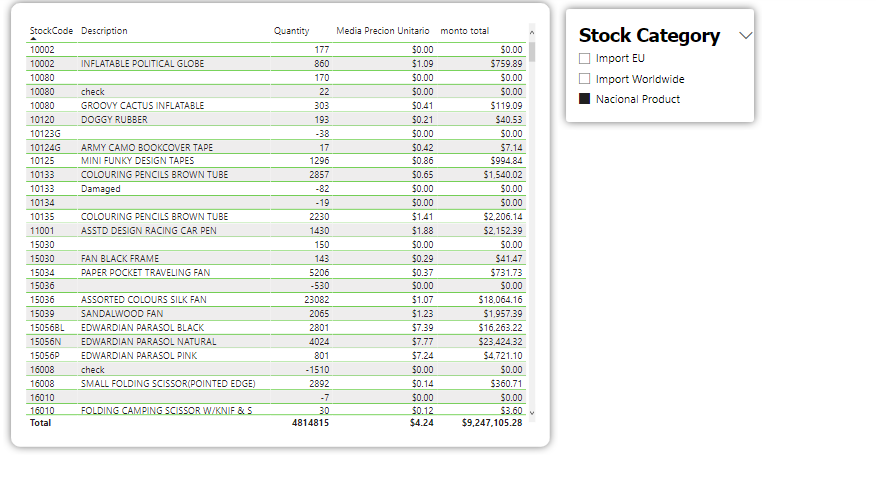 StockCode Description Quantity Media Precion Unitario monto total
10002 177 $0.00 $0.00
10002 INFLATABLE POLITICAL GLOBE 860 $1.09 $759.89
10080 170 $0.00 $0.00
10080 check 22 $0.00 $0.00
10080 GROOVY CACTUS INFLATABLE 303 $0.41 $119.09
10120 DOGGY RUBBER 193 $0.21 $40.53
10123G -38 $0.00 $0.00
10124G ARMY CAMO BOOKCOVER TAPE 17 $0.42 $7.14
10125 MINI FUNKY DESIGN TAPES 1296 $0.86 $994.84
10133 COLOURING PENCILS BROWN TUBE 2857 $0.65 $1,540.02
10133 Damaged -82 $0.00 $0.00
10134 -19 $0.00 $0.00
10135 COLOURING PENCILS BROWN TUBE 2230 $1.41 $2,206.14
11001 ASSTD DESIGN RACING CAR PEN 1430 $1.88 $2,152.39
15030 150 $0.00 $0.00
15030 FAN BLACK FRAME 143 $0.29 $41.47
15034 PAPER POCKET TRAVELING FAN 5206 $0.37 $731.73
15036 -530 $0.00 $0.00
15036 ASSORTED COLOURS SILK FAN 23082 $1.07 $18,064.16
15039 SANDALWOOD FAN 2065 $1.23 $1,957.39
15056BL EDWARDIAN PARASOL BLACK 2801 $7.39 $16,263.22
15056N EDWARDIAN PARASOL NATURAL 4024 $7.77 $23,424.32
15056P EDWARDIAN PARASOL PINK 801 $7.24 $4,721.10
16008 check -1510 $0.00 $0.00
16008 SMALL FOLDING SCISSOR(POINTED EDGE) 2892 $0.14 $360.71
16010 -7 $0.00 $0.00
16010 FOLDING CAMPING SCISSOR W/KNIF & S 30 $0.12 $3.60
Total 4814815 $4.24 $9,247,105.28
Stock Category
Import EU
Import Worldwide
Nacional Product